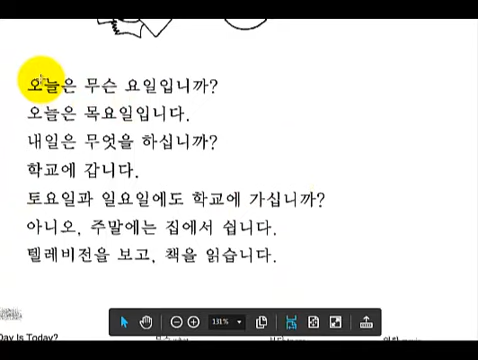 오늘은 무슨 요일입니까?
오늘은 목요일입니다.
내일은 무엇을 하십니까?
학교에 갑니다.
토요일과 일요일에도 학교에 가십니까?
아니오, 주말에는 집에서 쉽니다.
텔레비전을 보고, 책을 읽습니다.
131%
Day Is Today?